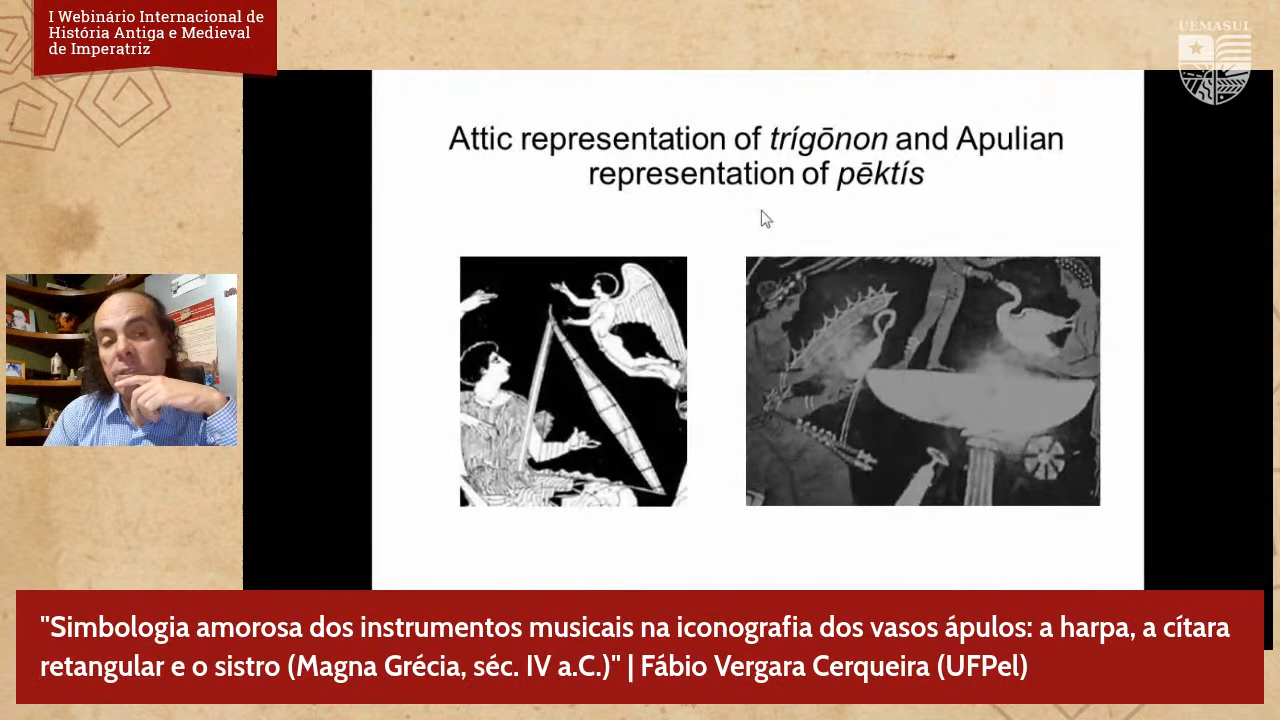 I Webinário Internacional de
História Antiga e Medieval
de Imperatriz
UEMASUL
Attic representation of trígōnon and Apulian
representation of pēktís
"Simbologia amorosa dos instrumentos musicais na iconografia dos vasos ápulos: a harpa, a cítara
retangular e o sistro (Magna Grécia, séc. IV a.C.)" | Fábio Vergara Cerqueira (UFPel)